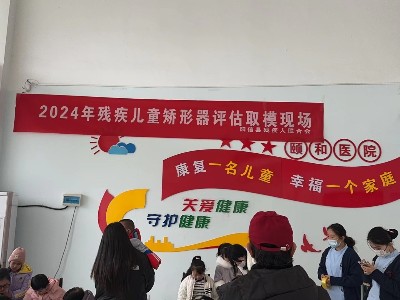 2024年残疾儿童矫形器评估取模现场
颐和医院
康复一名儿童 幸福一个家庭
关爱健康
守护健康